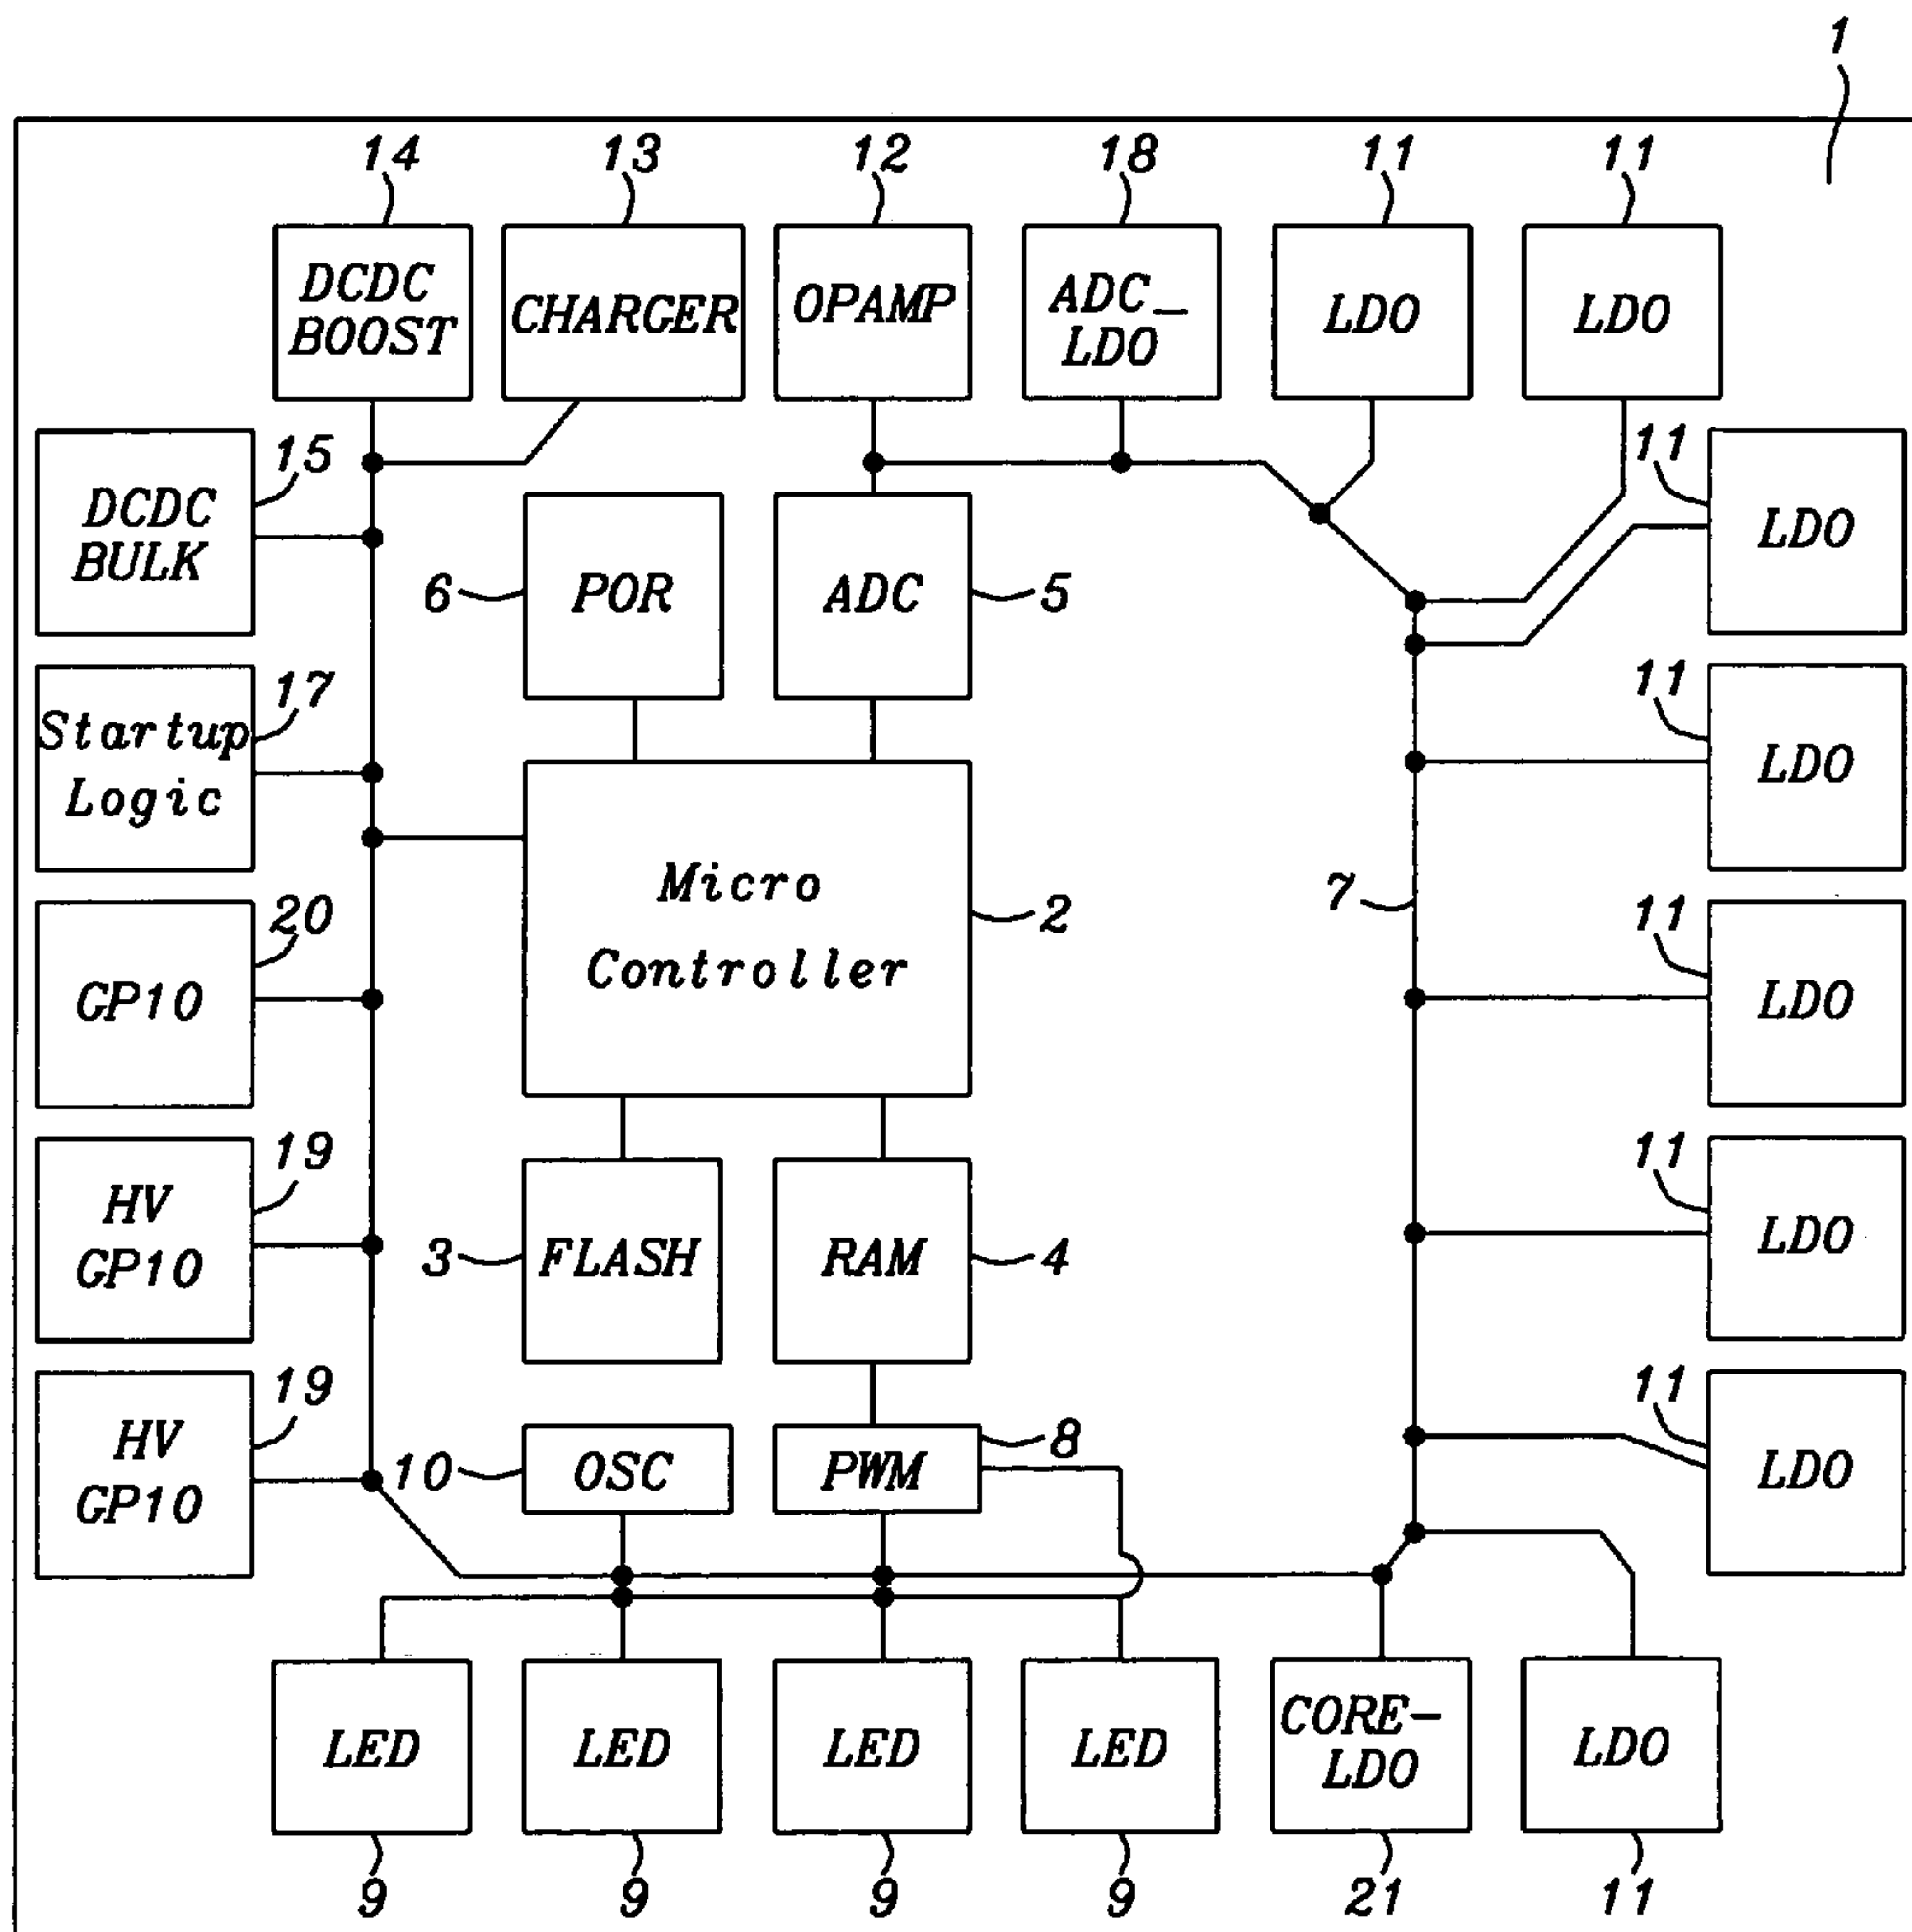 1
14
13
12
18
11
11
DCDC
BOOST
CHARGER
OPAMP
ADC_
LDO
LDO
LDO
15
DCDC
BULK
11
LDO
6
POR
ADC
5
17
Startup
Logic
11
LDO
Micro
Controller
2
7
20
GP10
11
LDO
19
HV
GP10
3
FLASH
RAM
4
11
LDO
19
HV
GP10
10
OSC
PWM
8
11
LDO
LED
LED
LED
LED
CORE-
LDO
LDO
9
9
9
9
21
11